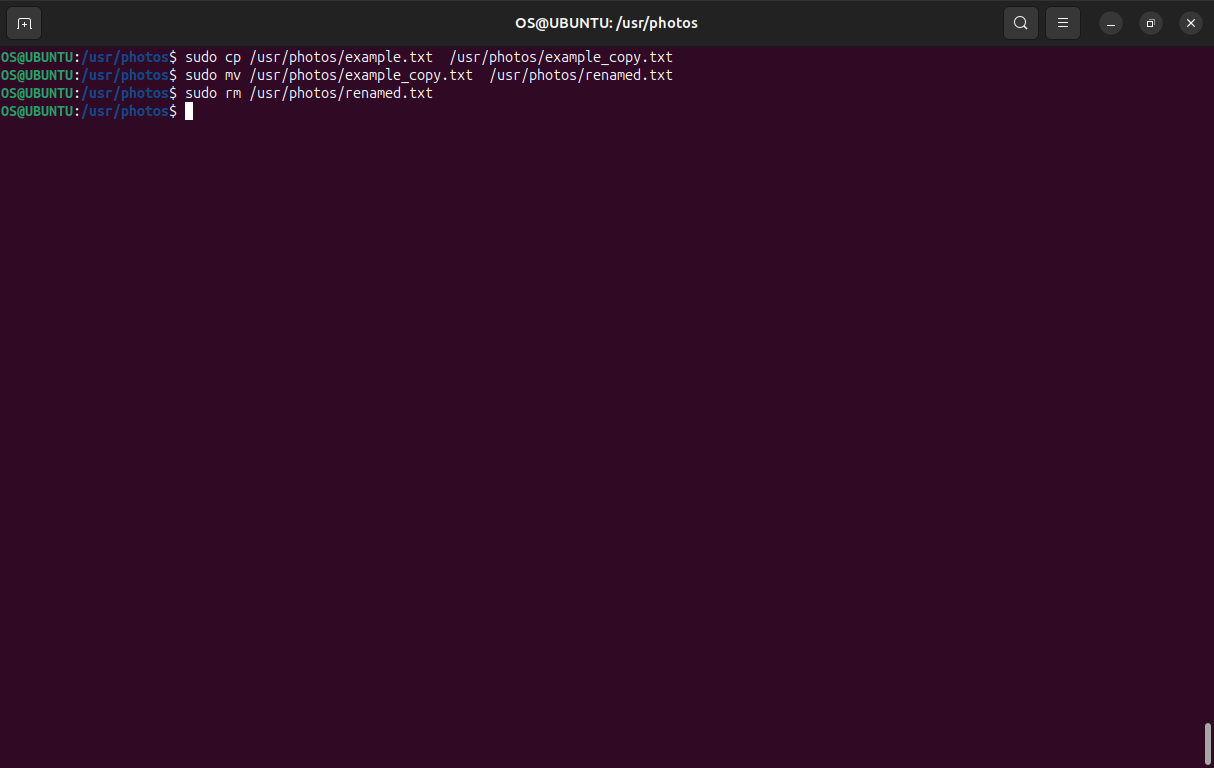 OS@UBUNTU: /usr/photos
OS@UBUNTU:/usr/photos$ sudo cp /usr/photos/example.txt  /usr/photos/example_copy.txt
OS@UBUNTU:/usr/photos$ sudo mv /usr/photos/example_copy.txt  /usr/photos/renamed.txt
OS@UBUNTU:/usr/photos$ sudo rm /usr/photos/renamed.txt
OS@UBUNTU:/usr/photos$